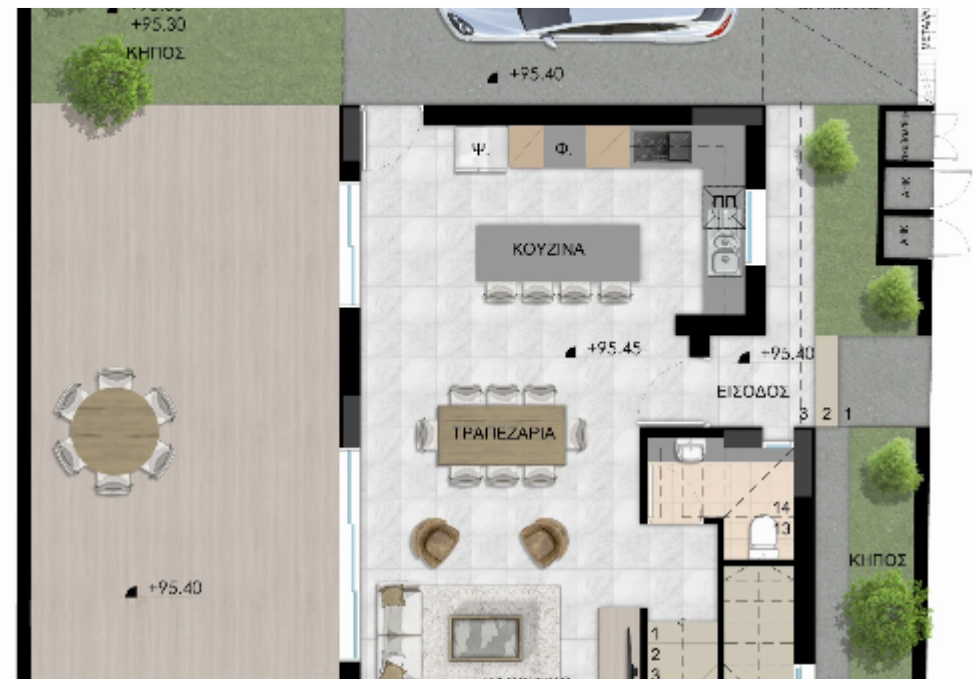 +95.30
ΚΗΠΟΣ
+95.40
Ψ.
Φ.
ΠΠ
ΚΟΥΖΙΝΑ
+95.45
+95.40
ΕΙΣΟΔΟΣ
3 2 1
ΤΡΑΠΕΖΑΡΙΑ
14
13
ΚΗΠΟΣ
+95.40
1
2
3